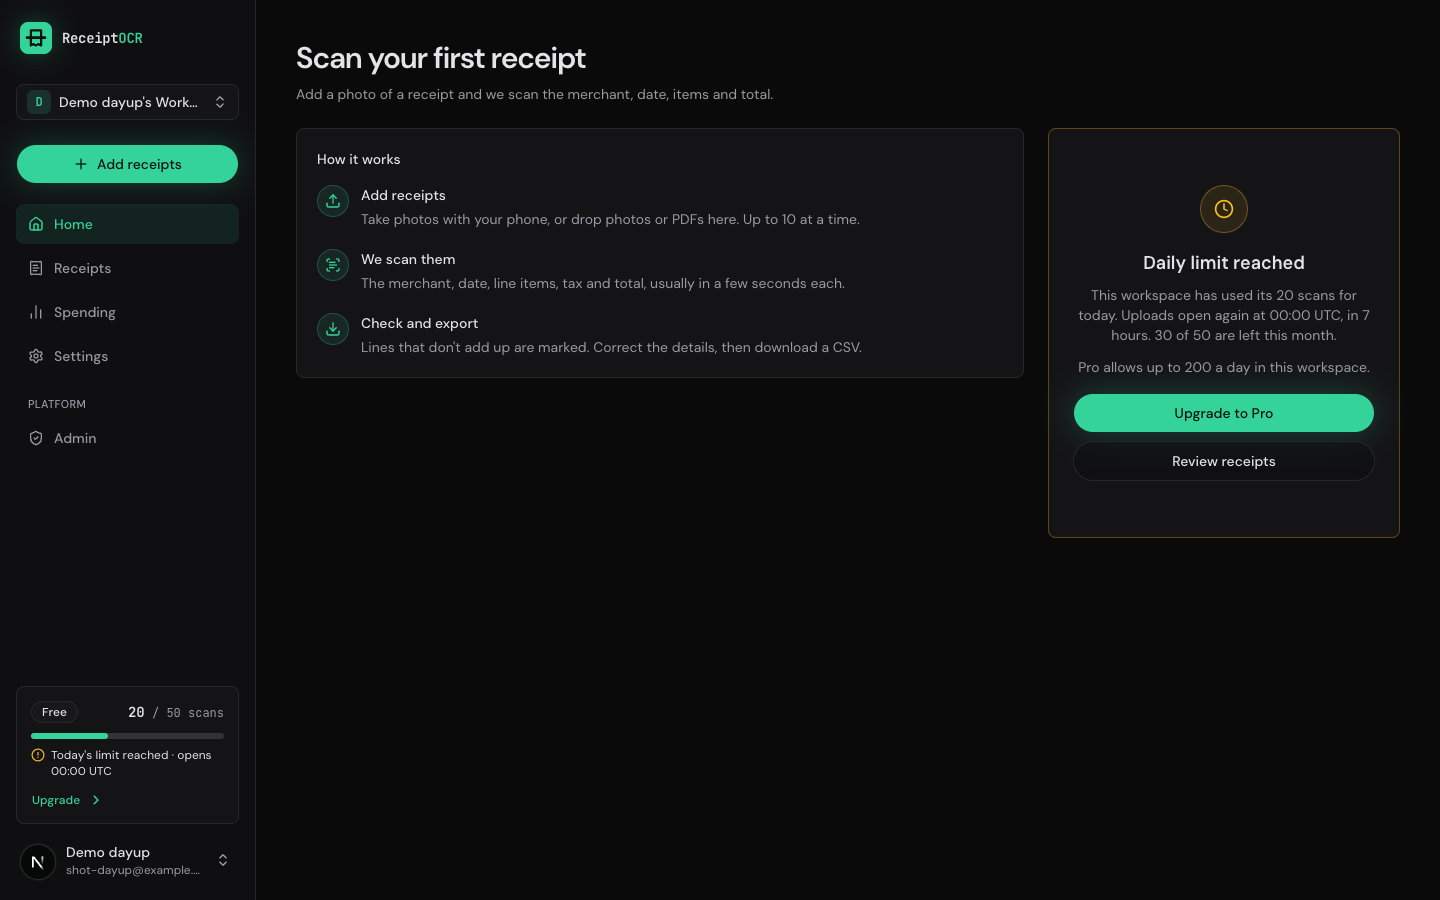 ReceiptOCR
D
Demo dayup's Work...
Add receipts
Home
Receipts
Spending
Settings
PLATFORM
Admin
Free
20 / 50 scans
Today's limit reached · opens
00:00 UTC
Upgrade
N
Demo dayup
shot-dayup@example....
Scan your first receipt
Add a photo of a receipt and we scan the merchant, date, items and total.
How it works
Add receipts
Take photos with your phone, or drop photos or PDFs here. Up to 10 at a time.
We scan them
The merchant, date, line items, tax and total, usually in a few seconds each.
Check and export
Lines that don't add up are marked. Correct the details, then download a CSV.
Daily limit reached
This workspace has used its 20 scans for
today. Uploads open again at 00:00 UTC, in 7
hours. 30 of 50 are left this month.
Pro allows up to 200 a day in this workspace.
Upgrade to Pro
Review receipts